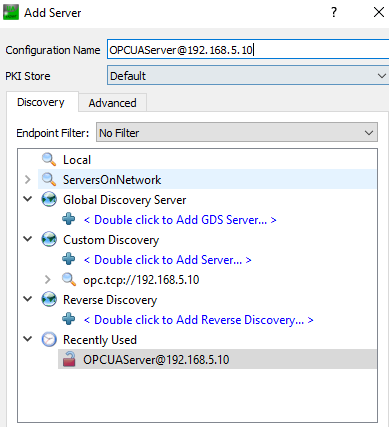 Add Server
Configuration Name OPCUAServer@192.168.5.10
PKI Store Default
Discovery Advanced
Endpoint Filter: No Filter
Local
ServersOnNetwork
Global Discovery Server
< Double click to Add GDS Server... >
Custom Discovery
< Double click to Add Server... >
opc.tcp://192.168.5.10
Reverse Discovery
< Double click to Add Reverse Discovery... >
Recently Used
OPCUAServer@192.168.5.10